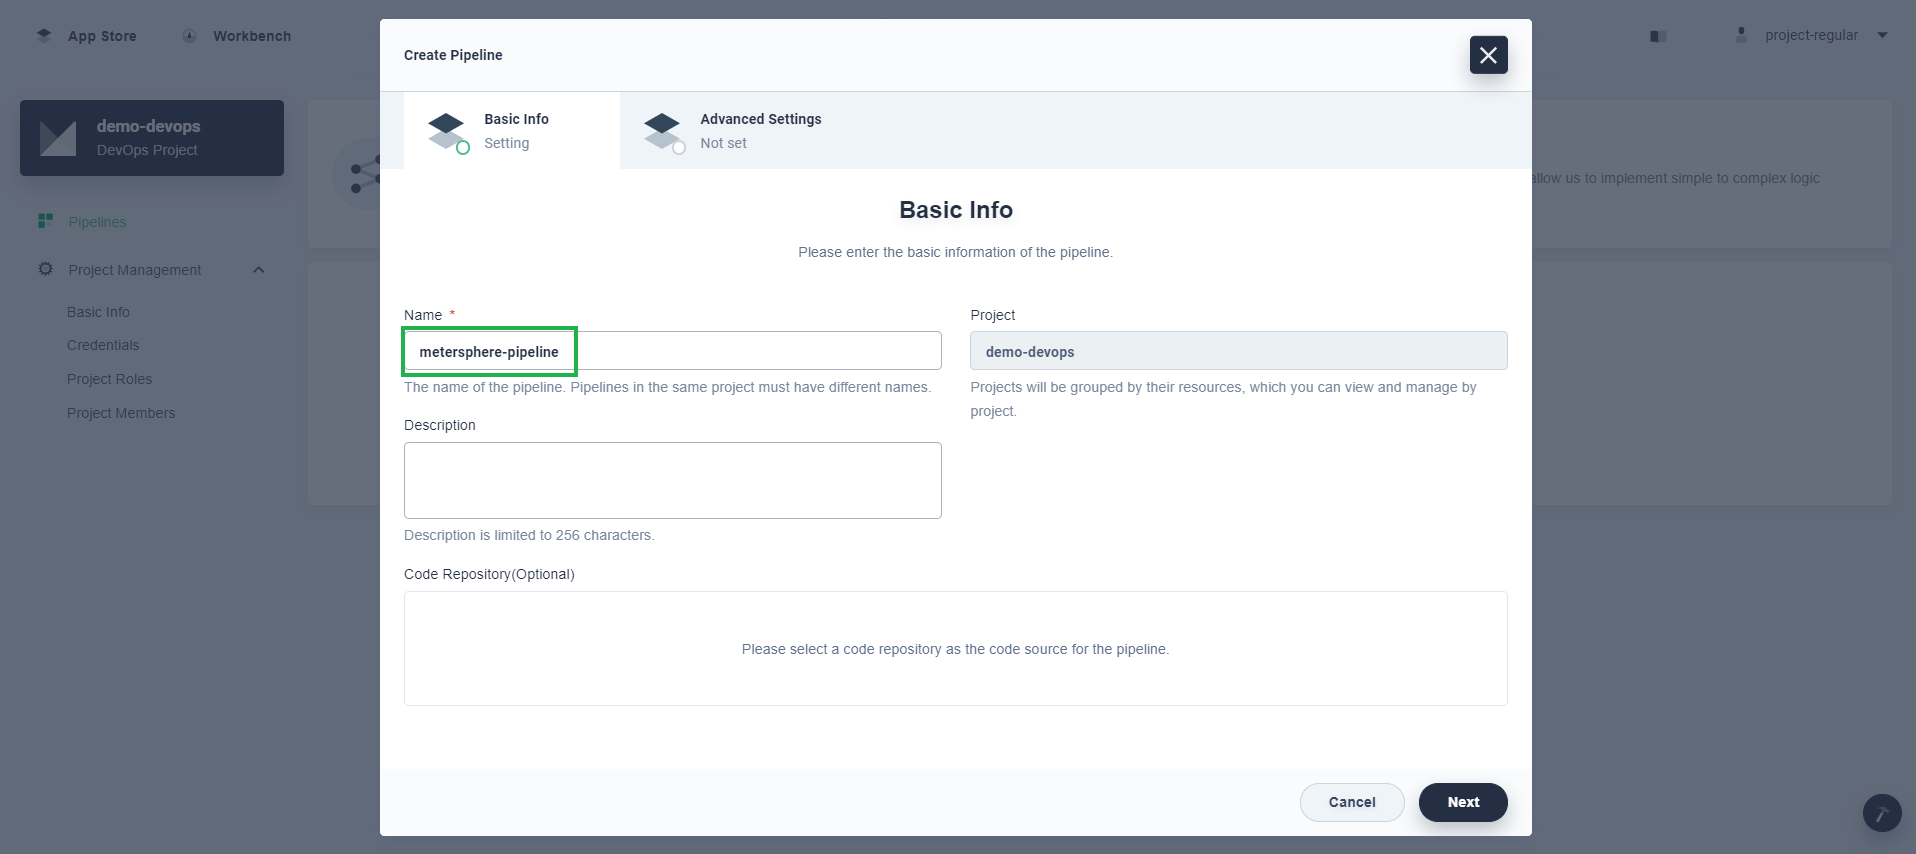 App Store
Workbench
project-regular
demo-devops
DevOps Project
Pipelines
Project Management
Basic Info
Credentials
Project Roles
Project Members
allow us to implement simple to complex logic
Create Pipeline
Basic Info
Setting
Advanced Settings
Not set
Basic Info
Please enter the basic information of the pipeline.
Name *
metersphere-pipeline
The name of the pipeline. Pipelines in the same project must have different names.
Project
demo-devops
Projects will be grouped by their resources, which you can view and manage by
project.
Description
Description is limited to 256 characters.
Code Repository(Optional)
Please select a code repository as the code source for the pipeline.
Cancel
Next